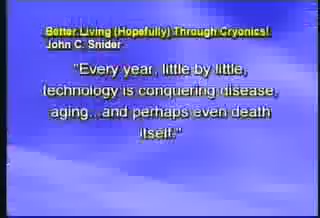 Better Living (Hopefully) Through Cryonics!
John C. Snider
"Every year, little by little,
technology is conquering disease,
aging...and perhaps even death
itself."